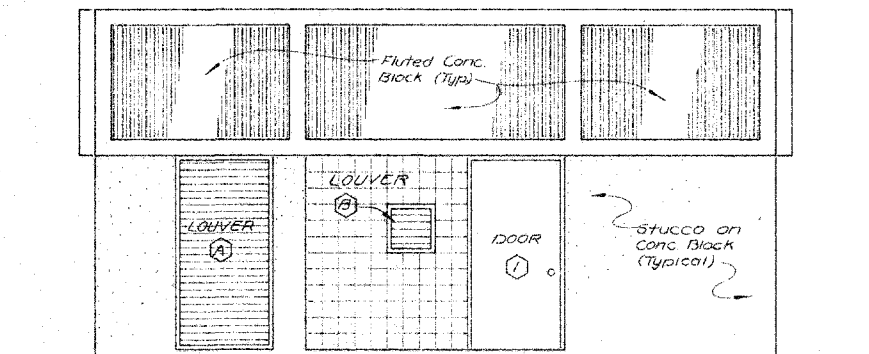 Fluted Conc.
Block (Typ)
LOUVER
B
LOUVER
A
DOOR
1
Stucco on
Conc Block
(Typical)